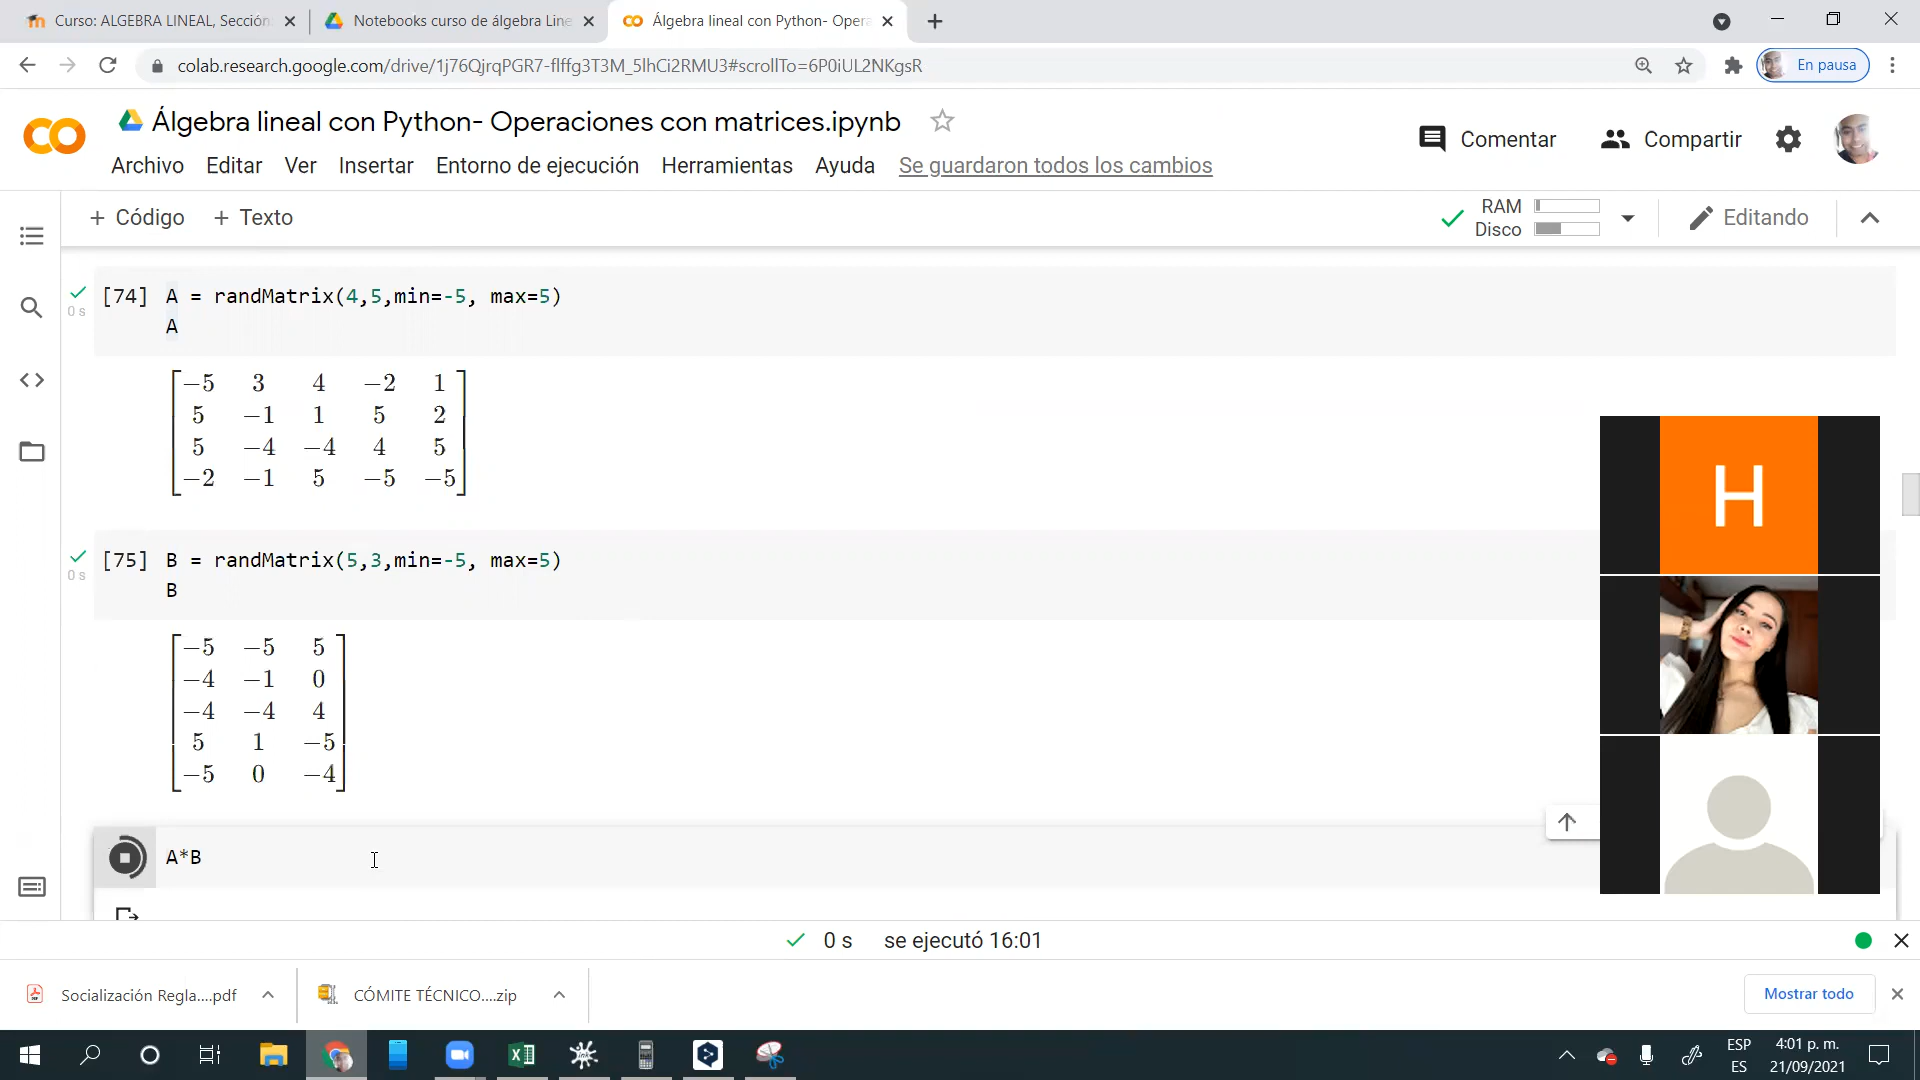 Curso: ALGEBRA LINEAL, Sección
Notebooks curso de álgebra Line
Álgebra lineal con Python- Opera
colab.research.google.com/drive/1j76QjrqPGR7-flffg3T3M_5lhCi2RMU3#scrollTo=6P0iUL2NKgsR
En pausa
Álgebra lineal con Python- Operaciones con matrices.ipynb
Comentar
Compartir
Archivo Editar Ver Insertar Entorno de ejecución Herramientas Ayuda Se guardaron todos los cambios
+ Código + Texto
RAM
Disco
Editando
[74] A = randMatrix(4,5,min=-5, max=5)
0 s
A
−5 3 4 −2 1
5 −1 1 5 2
5 −4 −4 4 5
−2 −1 5 −5 −5
[75] B = randMatrix(5,3,min=-5, max=5)
0 s
B
−5 −5 5
−4 −1 0
−4 −4 4
5 1 −5
−5 0 −4
A*B
H
0 s se ejecutó 16:01
Socialización Regla....pdf
CÓMITE TÉCNICO....zip
Mostrar todo
ESP
ES
4:01 p. m.
21/09/2021